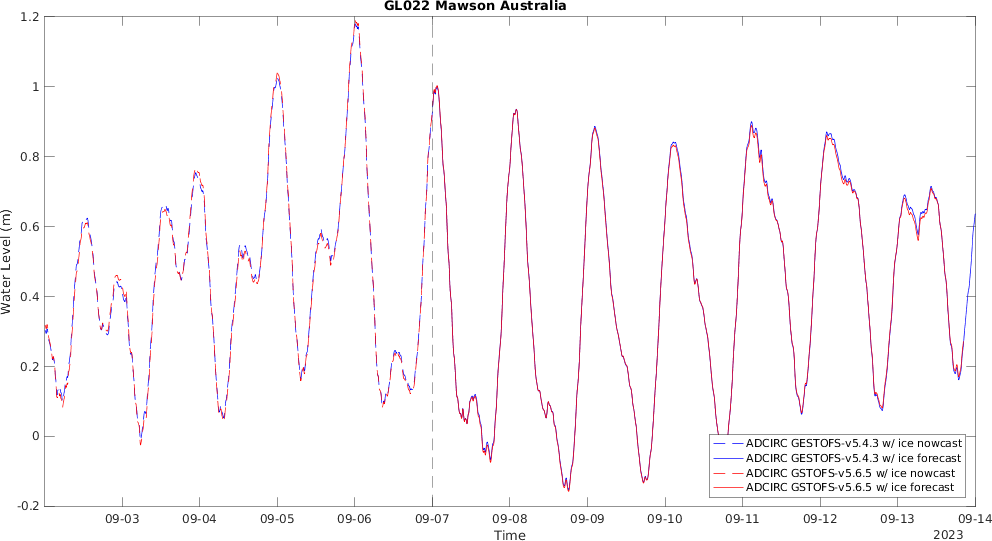 GL022 Mawson Australia
1.2
1
0.8
0.6
0.4
0.2
0
-0.2
Water Level (m)
ADCIRC GESTOFS-v5.4.3 w/ ice nowcast
ADCIRC GESTOFS-v5.4.3 w/ ice forecast
ADCIRC GSTOFS-v5.6.5 w/ ice nowcast
ADCIRC GSTOFS-v5.6.5 w/ ice forecast
09-03 09-04 09-05 09-06 09-07 09-08 09-09 09-10 09-11 09-12 09-13 09-14
Time
2023